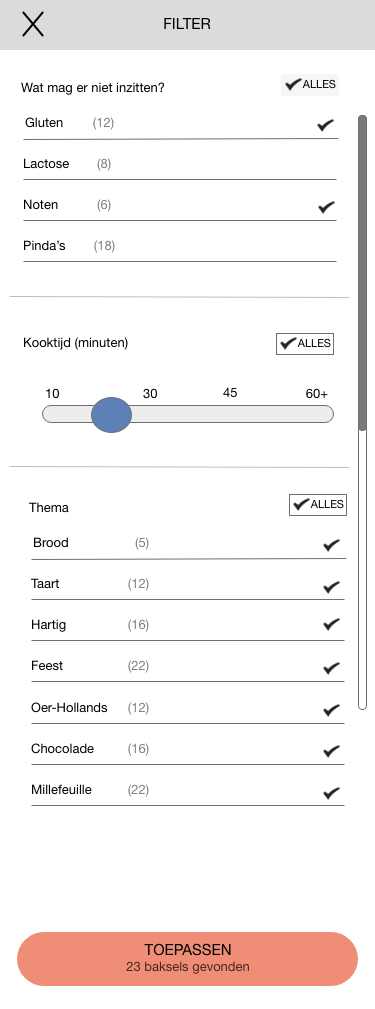 FILTER
Wat mag er niet inzitten? ALLES
Gluten (12)
Lactose (8)
Noten (6)
Pinda’s (18)
Kooktijd (minuten) ALLES
10 30 45 60+
Thema ALLES
Brood (5)
Taart (12)
Hartig (16)
Feest (22)
Oer-Hollands (12)
Chocolade (16)
Millefeuille (22)
TOEPASSEN
23 baksels gevonden